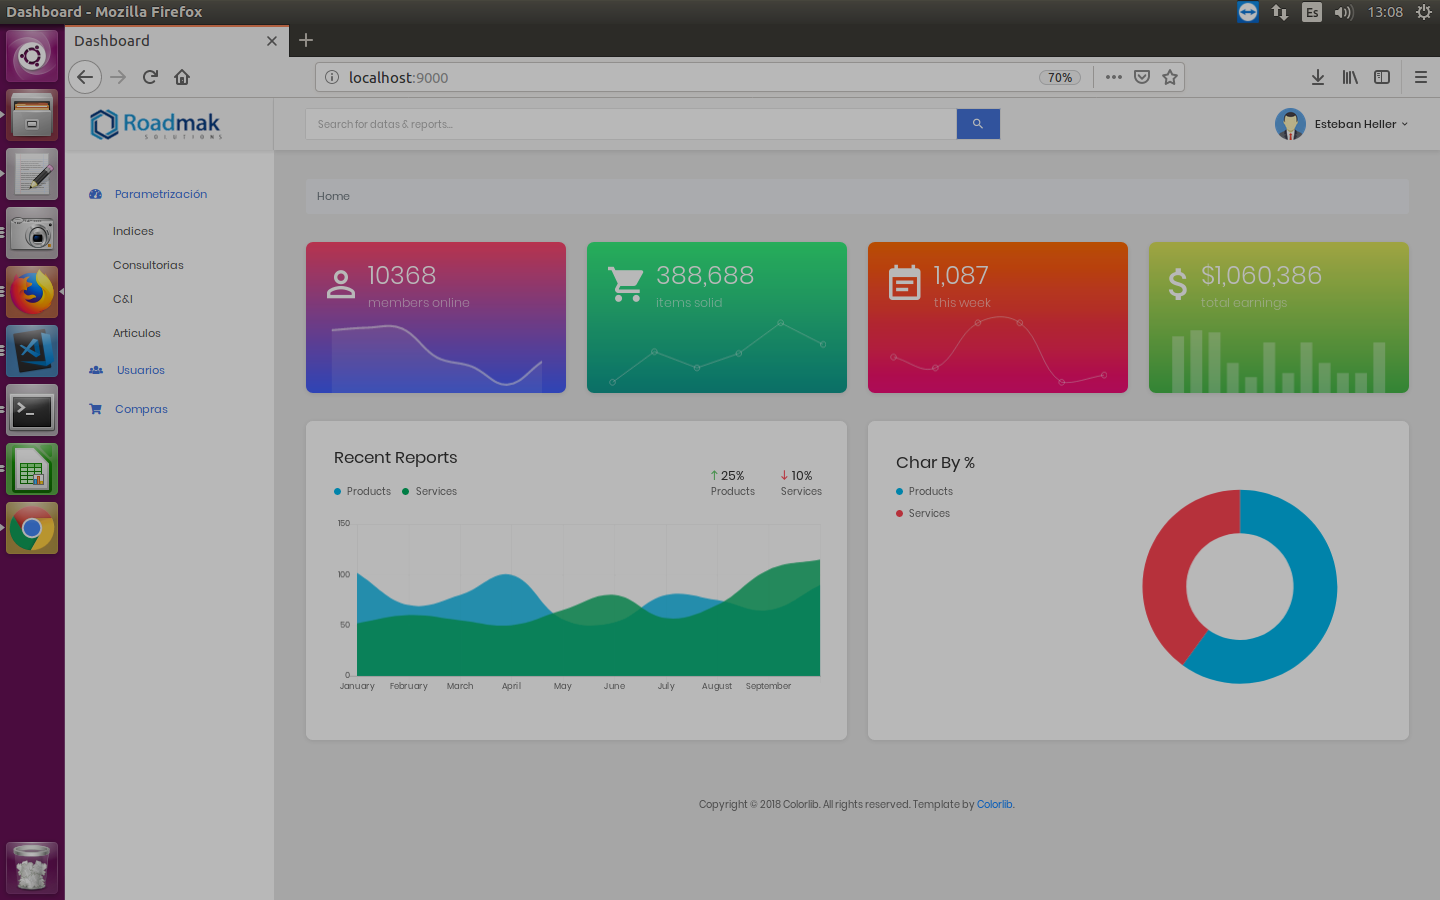 Dashboard - Mozilla Firefox
Es
13:08
Dashboard
localhost:9000
70%
Roadmak
SOLUTIONS
Search for datas & reports...
Esteban Heller
Parametrización
Indices
Consultorias
C&I
Articulos
Usuarios
Compras
Home
10368
members online
388,688
items solid
1,087
this week
$1,060,386
total earnings
Recent Reports
Products
Services
25%
Products
10%
Services
150
100
50
0
January
February
March
April
May
June
July
August
September
Char By %
Products
Services
Copyright © 2018 Colorlib. All rights reserved. Template by Colorlib.